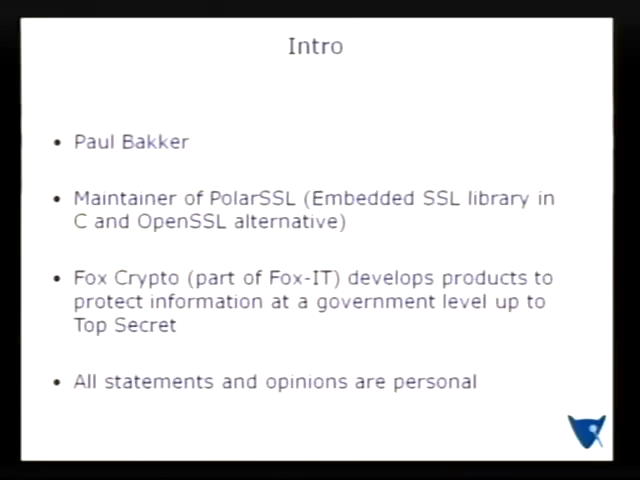 Intro
• Paul Bakker
• Maintainer of PolarSSL (Embedded SSL library in
C and OpenSSL alternative)
• Fox Crypto (part of Fox-IT) develops products to
protect information at a government level up to
Top Secret
• All statements and opinions are personal